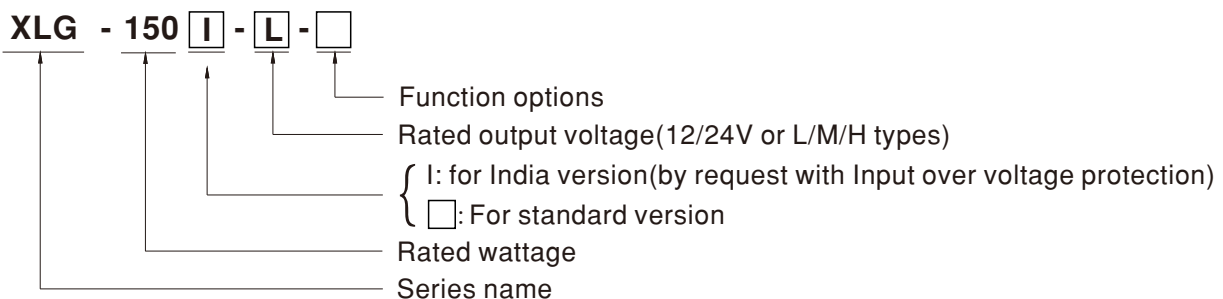 XLG - 150 I - L - □
Function options
Rated output voltage(12/24V or L/M/H types)
I: for India version(by request with Input over voltage protection)
□: For standard version
Rated wattage
Series name